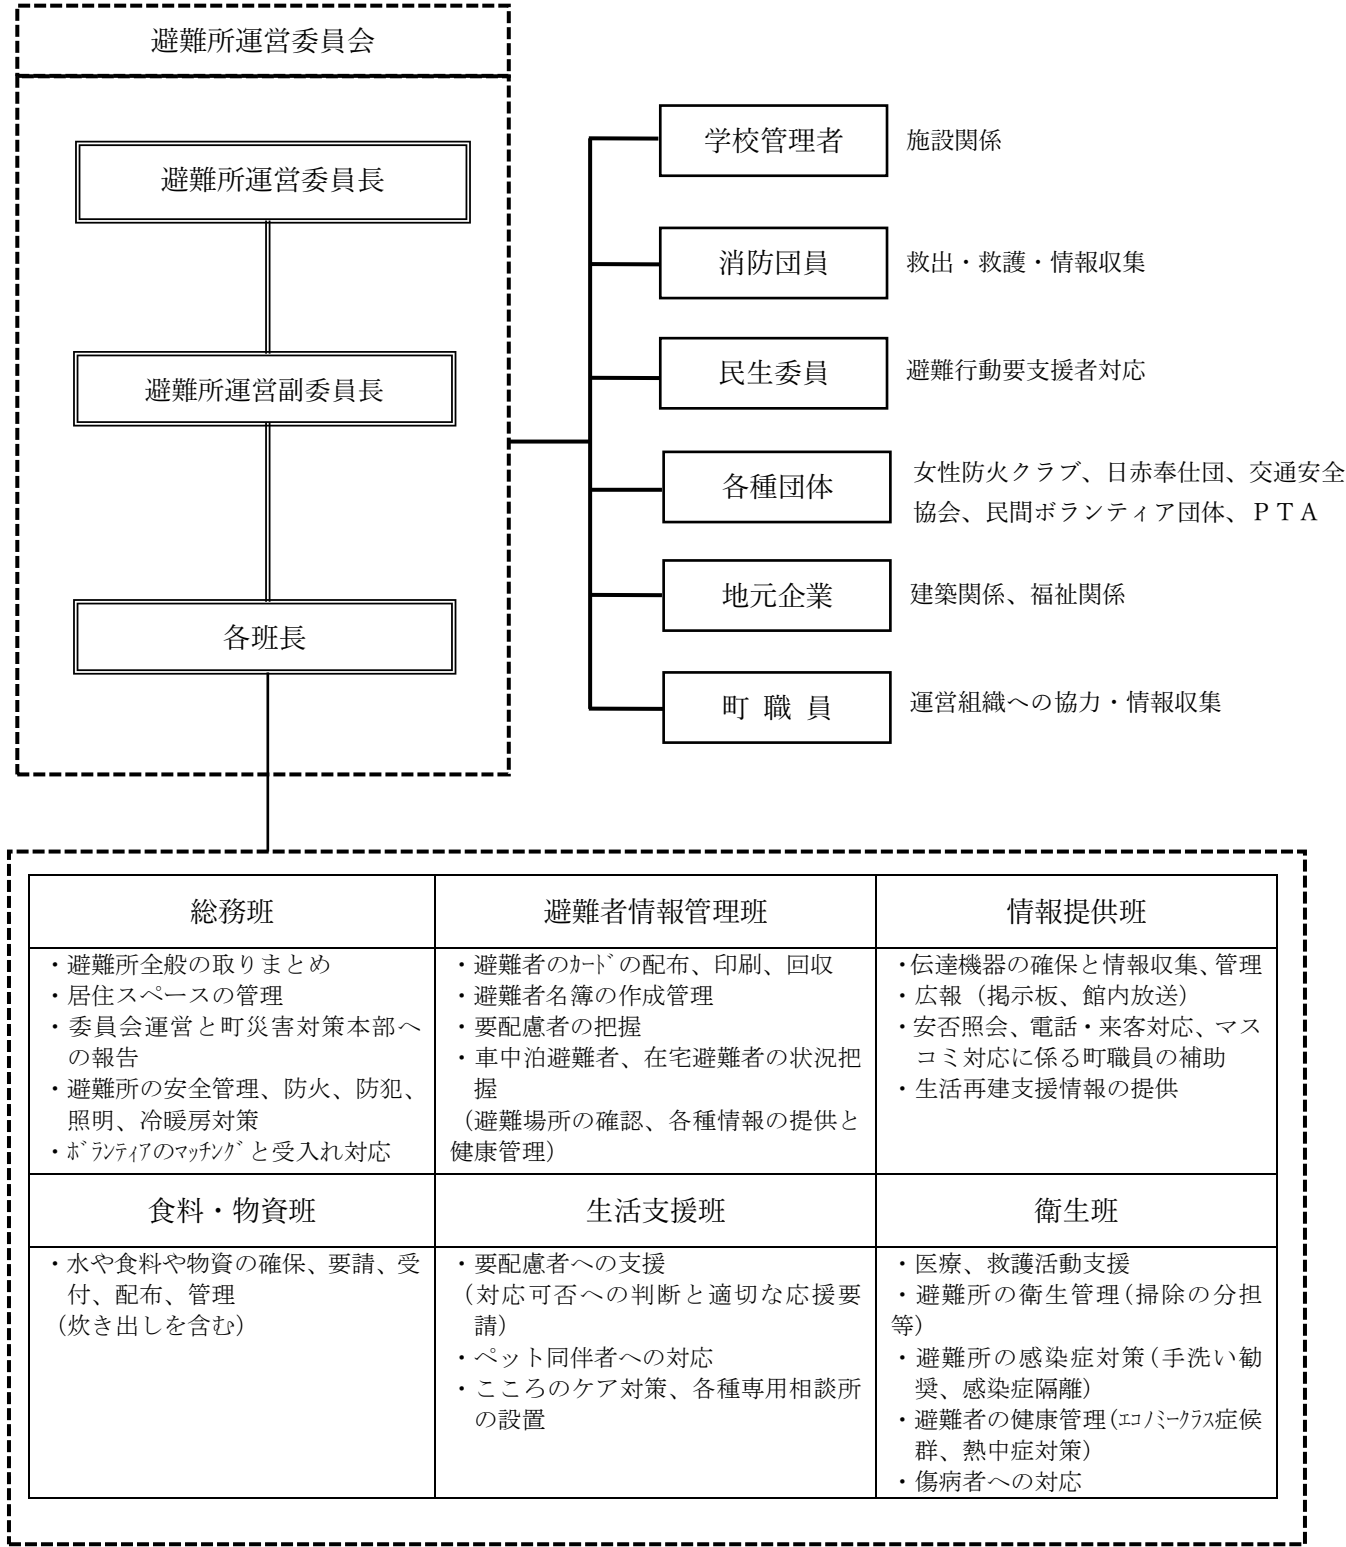 避難所運営委員会
避難所運営委員長
避難所運営副委員長
各班長
学校管理者
施設関係
消防団員
救出・救護・情報収集
民生委員
避難行動要支援者対応
各種団体
女性防火クラブ、日赤奉仕団、交通安全
協会、民間ボランティア団体、ＰＴＡ
地元企業
建築関係、福祉関係
町 職 員
運営組織への協力・情報収集
総務班
・避難所全般の取りまとめ
・居住スペースの管理
・委員会運営と町災害対策本部へ
の報告
・避難所の安全管理、防火、防犯、
照明、冷暖房対策
・ﾎﾞﾗﾝﾃｨｱのﾏｯﾁﾝｸﾞと受入れ対応
避難者情報管理班
・避難者のｶｰﾄﾞの配布、印刷、回収
・避難者名簿の作成管理
・要配慮者の把握
・車中泊避難者、在宅避難者の状況把
握
（避難場所の確認、各種情報の提供と
健康管理）
情報提供班
・伝達機器の確保と情報収集、管理
・広報（掲示板、館内放送）
・安否照会、電話・来客対応、マス
コミ対応に係る町職員の補助
・生活再建支援情報の提供
食料・物資班
・水や食料や物資の確保、要請、受
付、配布、管理
（炊き出しを含む）
生活支援班
・要配慮者への支援
（対応可否への判断と適切な応援要
請）
・ペット同伴者への対応
・こころのケア対策、各種専用相談所
の設置
衛生班
・医療、救護活動支援
・避難所の衛生管理（掃除の分担
等）
・避難所の感染症対策（手洗い勧
奨、感染症隔離）
・避難者の健康管理（ｴｺﾉﾐｰｸﾗｽ症候
群、熱中症対策）
・傷病者への対応